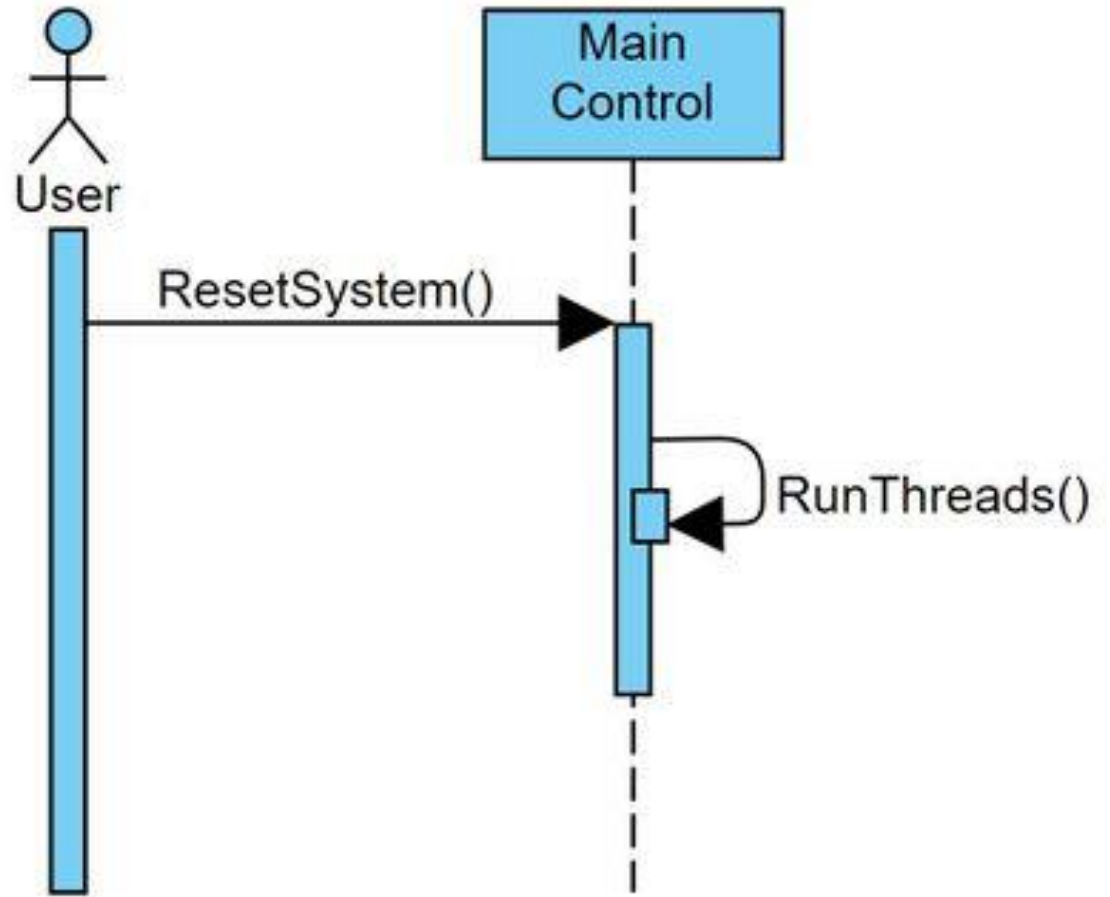 Main
Control
User
ResetSystem()
RunThreads()